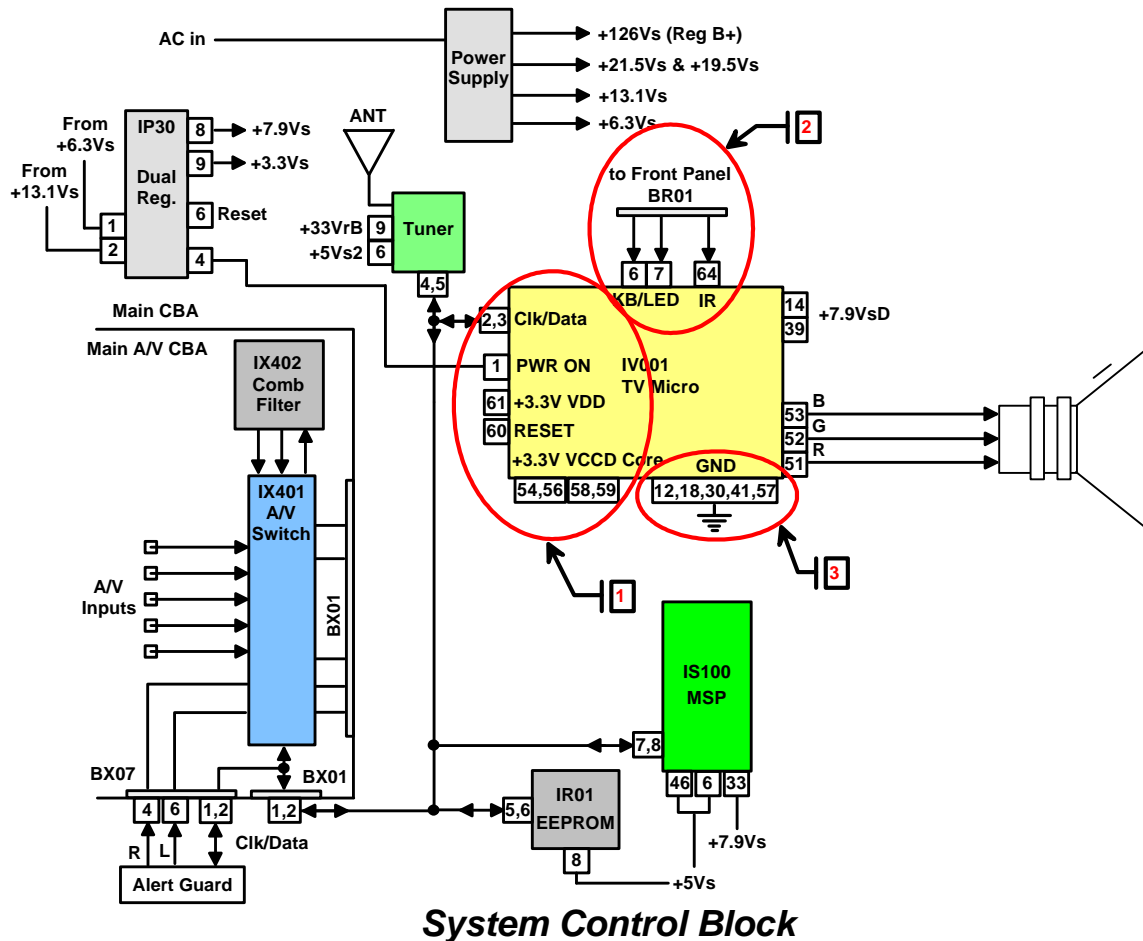 AC in
Power
Supply
+126Vs (Reg B+)
+21.5Vs & +19.5Vs
+13.1Vs
+6.3Vs
From
+6.3Vs
From
+13.1Vs
IP30
Dual
Reg.
8
+7.9Vs
9
+3.3Vs
6
Reset
4
1
2
ANT
Tuner
+33VrB
9
+5Vs2
6
4,5
2
to Front Panel
BR01
6
7
64
KB/LED
IR
2,3
Clk/Data
1
PWR ON
61
+3.3V VDD
60
RESET
+3.3V VCCD Core
54,56
58,59
IV001
TV Micro
GND
12,18,30,41,57
14
39
+7.9VsD
53
B
52
G
51
R
1
3
Main CBA
Main A/V CBA
IX402
Comb
Filter
IX401
A/V
Switch
A/V
Inputs
BX01
BX07
BX01
4
6
1,2
1,2
R
L
Clk/Data
Alert Guard
IS100
MSP
7,8
46
6
33
+7.9Vs
IR01
EEPROM
5,6
8
+5Vs
System Control Block